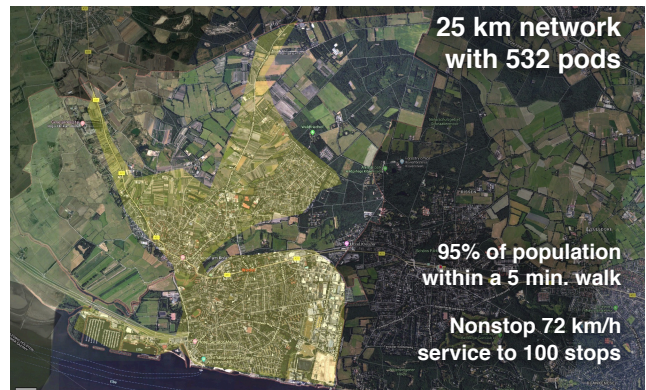 25 km network
with 532 pods
95% of population
within a 5 min. walk
Nonstop 72 km/h
service to 100 stops
Elbe